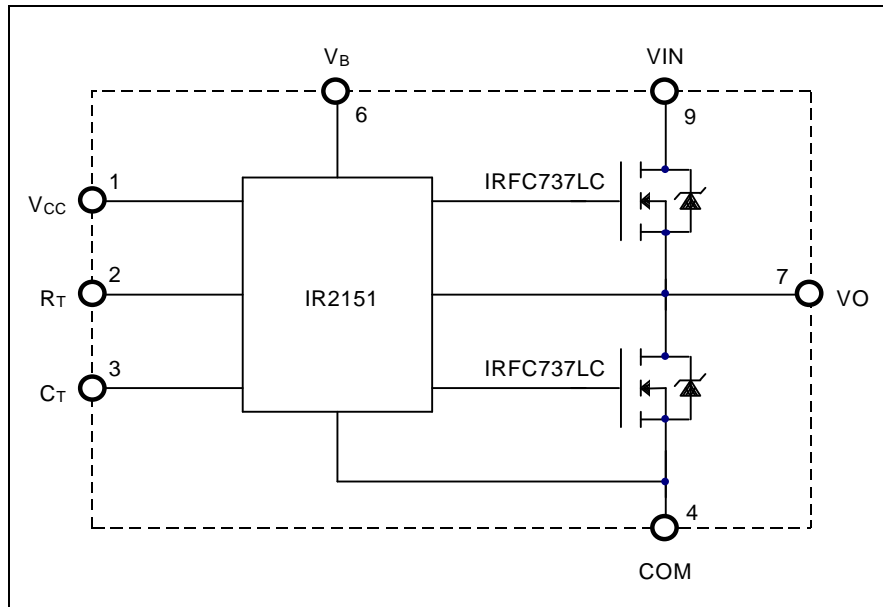 VB
VIN
6
9
1
IRFC737LC
VCC
2
7
RT
IR2151
VO
3
IRFC737LC
CT
4
COM